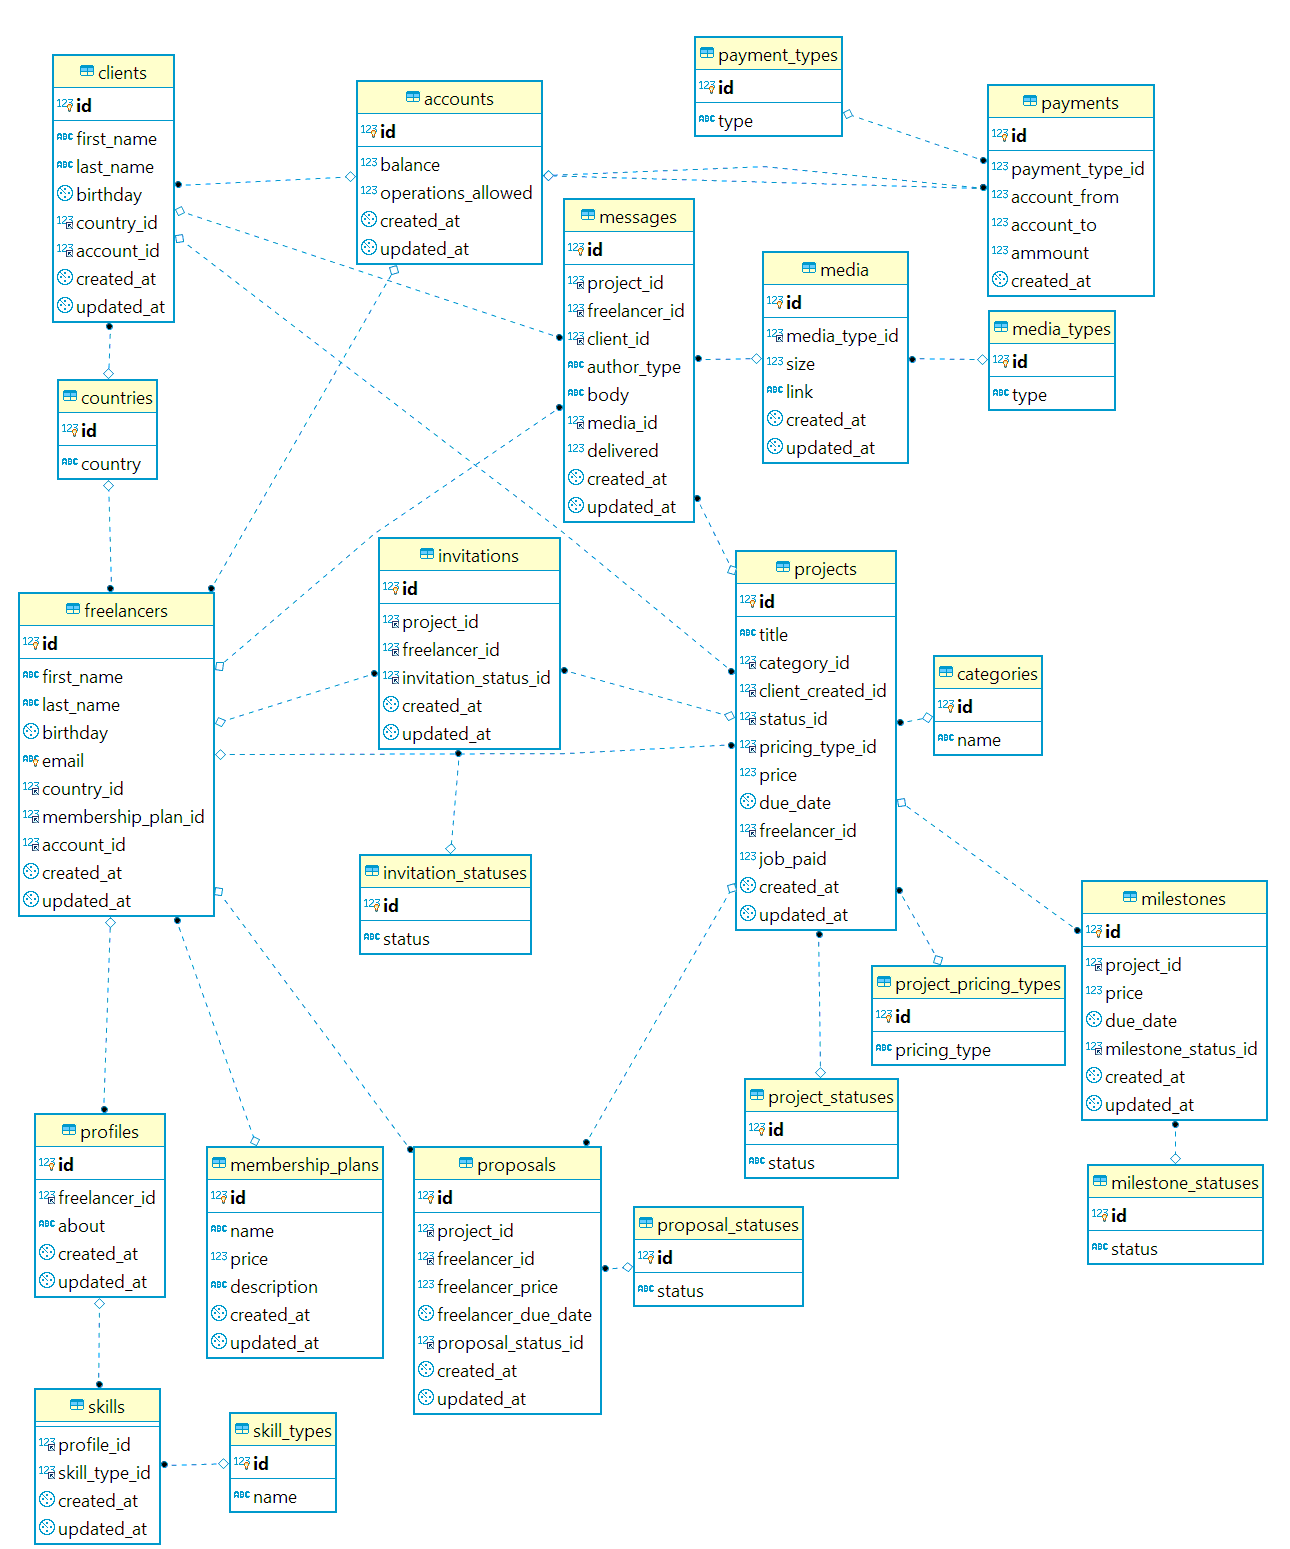 clients
id
first_name
last_name
birthday
country_id
account_id
created_at
updated_at
accounts
id
balance
operations_allowed
created_at
updated_at
payment_types
id
type
payments
id
payment_type_id
account_from
account_to
ammount
created_at
messages
id
project_id
freelancer_id
client_id
author_type
body
media_id
delivered
created_at
updated_at
media
id
media_type_id
size
link
created_at
updated_at
media_types
id
type
countries
id
country
freelancers
id
first_name
last_name
birthday
email
country_id
membership_plan_id
account_id
created_at
updated_at
invitations
id
project_id
freelancer_id
invitation_status_id
created_at
updated_at
projects
id
title
category_id
client_created_id
status_id
pricing_type_id
price
due_date
freelancer_id
job_paid
created_at
updated_at
categories
id
name
invitation_statuses
id
status
milestones
id
project_id
price
due_date
milestone_status_id
created_at
updated_at
project_pricing_types
id
pricing_type
project_statuses
id
status
milestone_statuses
id
status
profiles
id
freelancer_id
about
created_at
updated_at
membership_plans
id
name
price
description
created_at
updated_at
proposals
id
project_id
freelancer_id
freelancer_price
freelancer_due_date
proposal_status_id
created_at
updated_at
proposal_statuses
id
status
skills
profile_id
skill_type_id
created_at
updated_at
skill_types
id
name